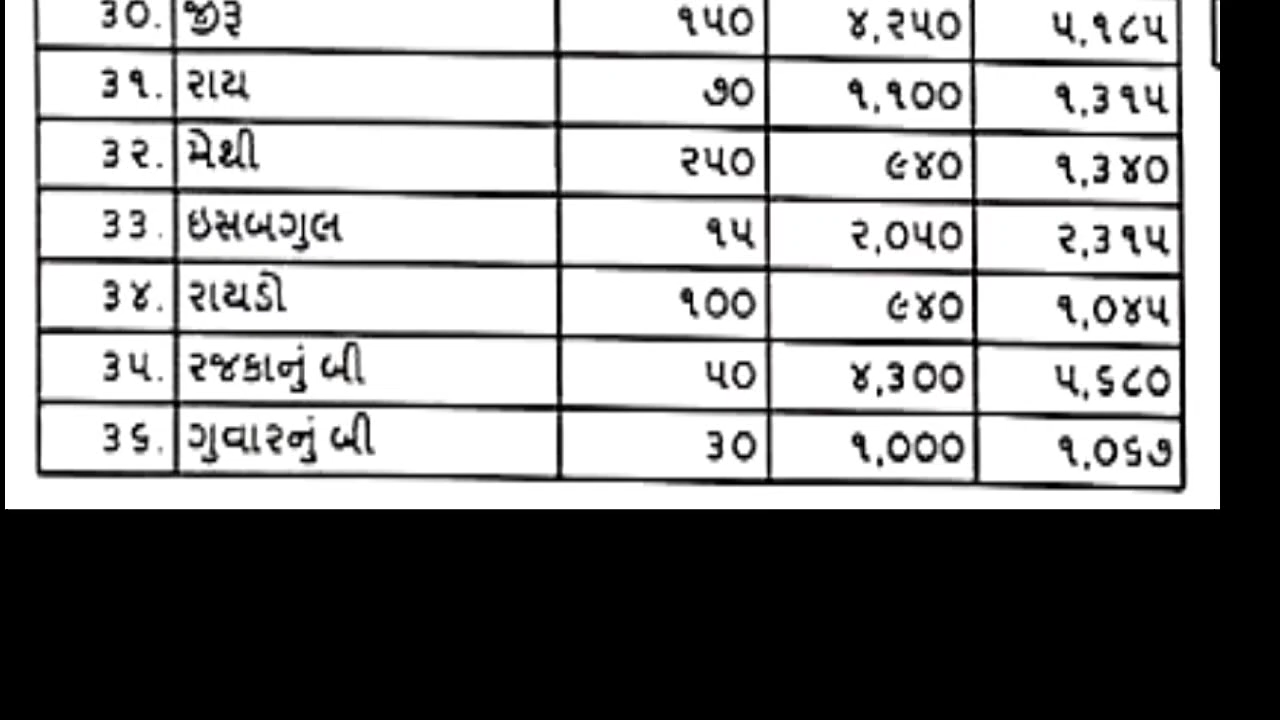 ૩૦. જીરૂ ૧૫૦ ૪,૨૫૦ ૫,૧૮૫
૩૧. રાય ૭૦ ૧,૧૦૦ ૧,૩૧૫
૩૨. મેથી ૨૫૦ ૯૪૦ ૧,૩૪૦
૩૩. ઇસબગુલ ૧૫ ૨,૦૫૦ ૨,૩૧૫
૩૪. રાયડો ૧૦૦ ૯૪૦ ૧,૦૪૫
૩૫. રજકાનું બી ૫૦ ૪,૩૦૦ ૫,૬૮૦
૩૬. ગુવારનું બી ૩૦ ૧,૦૦૦ ૧,૦૬૭